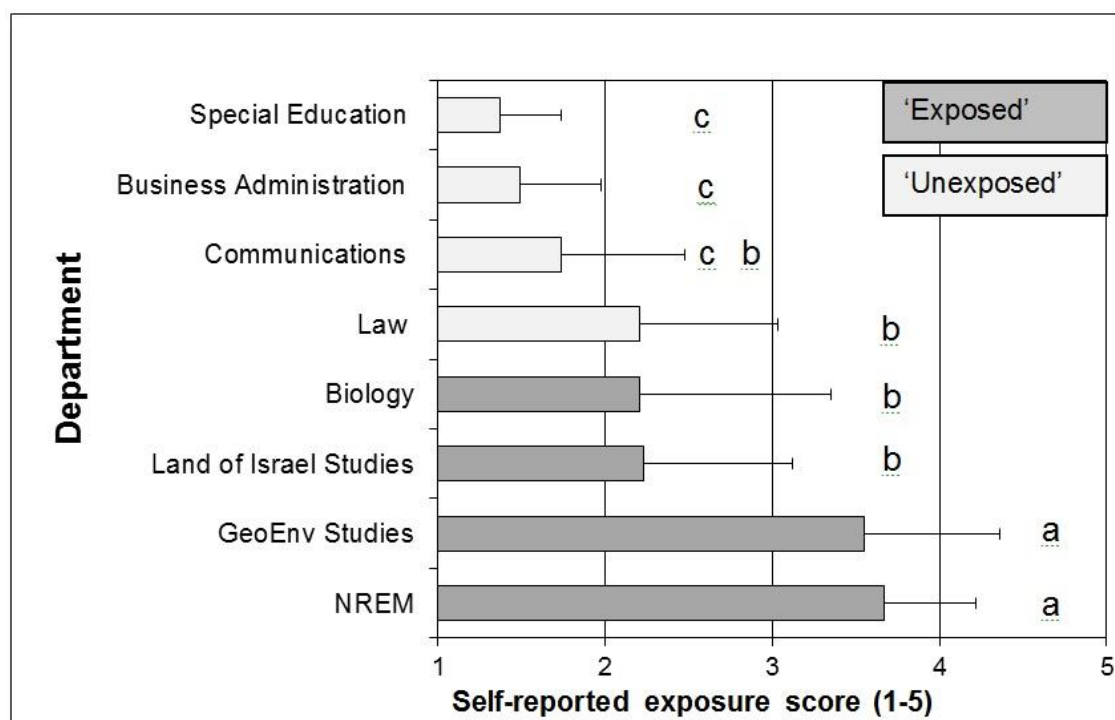 Special Education
c
'Exposed'
Business Administration
c
'Unexposed'
Communications
c b
Law
b
Biology
b
Land of Israel Studies
b
GeoEnv Studies
a
NREM
a
Department
1 2 3 4 5
Self-reported exposure score (1-5)